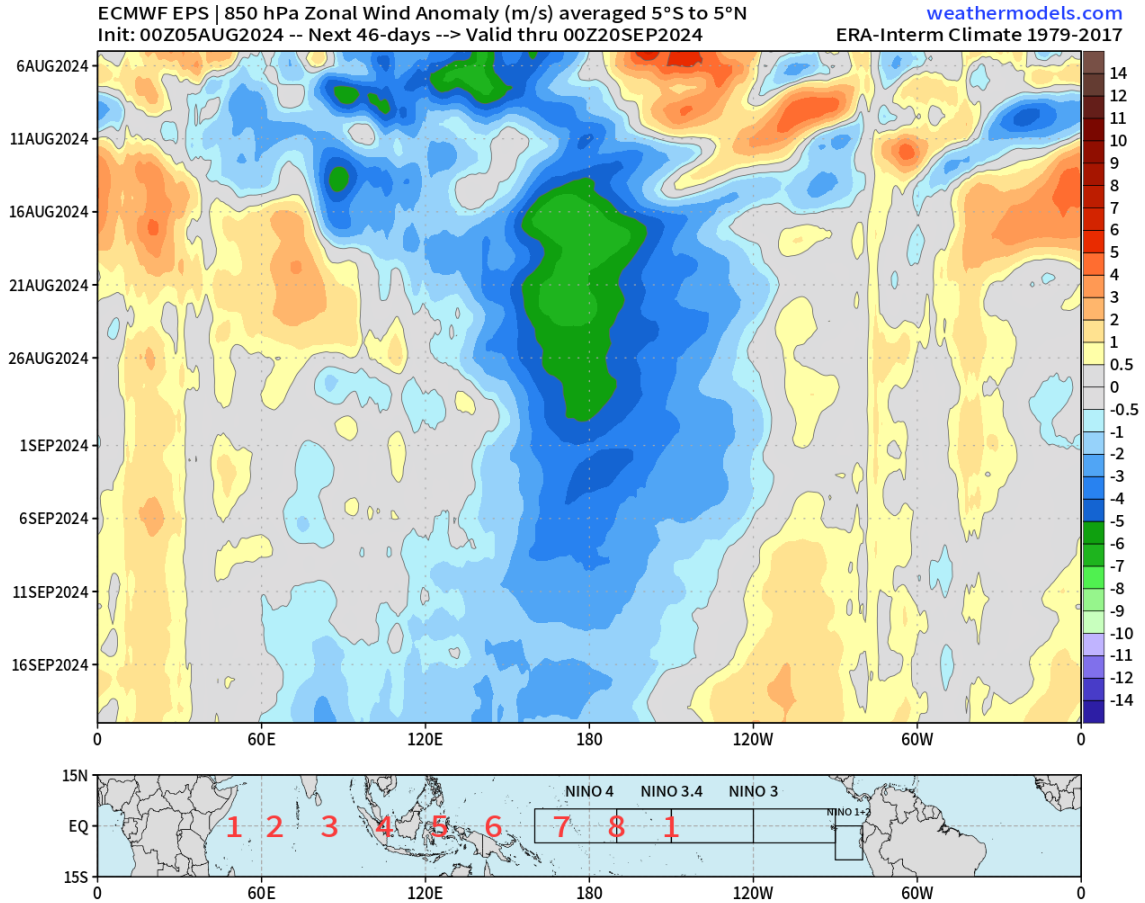 ECMWF EPS | 850 hPa Zonal Wind Anomaly (m/s) averaged 5°S to 5°N
weathermodels.com
Init: 00Z05AUG2024 -- Next 46-days --> Valid thru 00Z20SEP2024
ERA-Interm Climate 1979-2017
6AUG2024
11AUG2024
16AUG2024
21AUG2024
26AUG2024
1SEP2024
6SEP2024
11SEP2024
16SEP2024
14
12
11
10
9
8
7
6
5
4
3
2
1
0.5
0
-0.5
-1
-2
-3
-4
-5
-6
-7
-8
-9
-10
-11
-12
-14
0 60E 120E 180 120W 60W 0
15N
EQ
15S
NINO 4 NINO 3.4 NINO 3
NINO 1+2
1 2 3 4 5 6 7 8 1
0 60E 120E 180 120W 60W 0